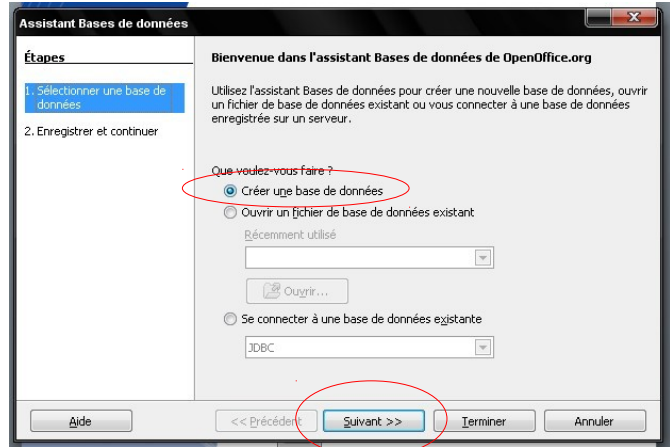 Assistant Bases de données
Étapes
1. Sélectionner une base de
données
2. Enregistrer et continuer
Bienvenue dans l'assistant Bases de données de OpenOffice.org
Utilisez l'assistant Bases de données pour créer une nouvelle base de données, ouvrir
un fichier de base de données existant ou vous connecter à une base de données
enregistrée sur un serveur.
Que voulez-vous faire ?
Créer une base de données
Ouvrir un fichier de base de données existant
Récemment utilisé
Ouvrir...
Se connecter à une base de données existante
JDBC
Aide
<< Précédent
Suivant >>
Terminer
Annuler